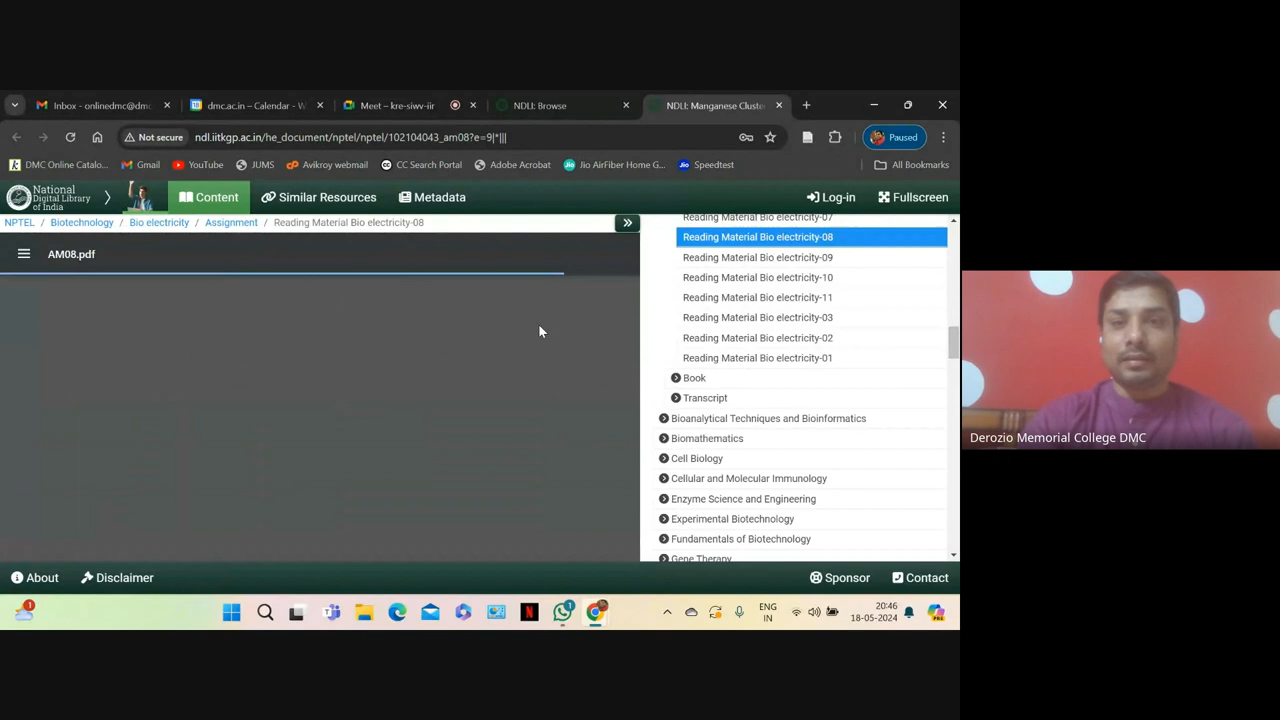 Inbox - onlinedmc@dmc
dmc.ac.in – Calendar - W
Meet – kre-siwv-iir
NDLI: Browse
NDLI: Manganese Cluste
Not secure
ndl.iitkgp.ac.in/he_document/nptel/nptel/102104043_am08?e=9|*|||
Paused
DMC Online Catalo...
Gmail
YouTube
JUMS
Avikroy webmail
CC Search Portal
Adobe Acrobat
Jio AirFiber Home G...
Speedtest
All Bookmarks
National
Digital Library
of India
Content
Similar Resources
Metadata
Log-in
Fullscreen
NPTEL / Biotechnology / Bio electricity / Assignment / Reading Material Bio electricity-08
AM08.pdf
Reading Material Bio electricity-07
Reading Material Bio electricity-08
Reading Material Bio electricity-09
Reading Material Bio electricity-10
Reading Material Bio electricity-11
Reading Material Bio electricity-03
Reading Material Bio electricity-02
Reading Material Bio electricity-01
Book
Transcript
Bioanalytical Techniques and Bioinformatics
Biomathematics
Cell Biology
Cellular and Molecular Immunology
Enzyme Science and Engineering
Experimental Biotechnology
Fundamentals of Biotechnology
Gene Therapy
Derozio Memorial College DMC
About
Disclaimer
Sponsor
Contact
1
1
ENG
IN
20:46
18-05-2024